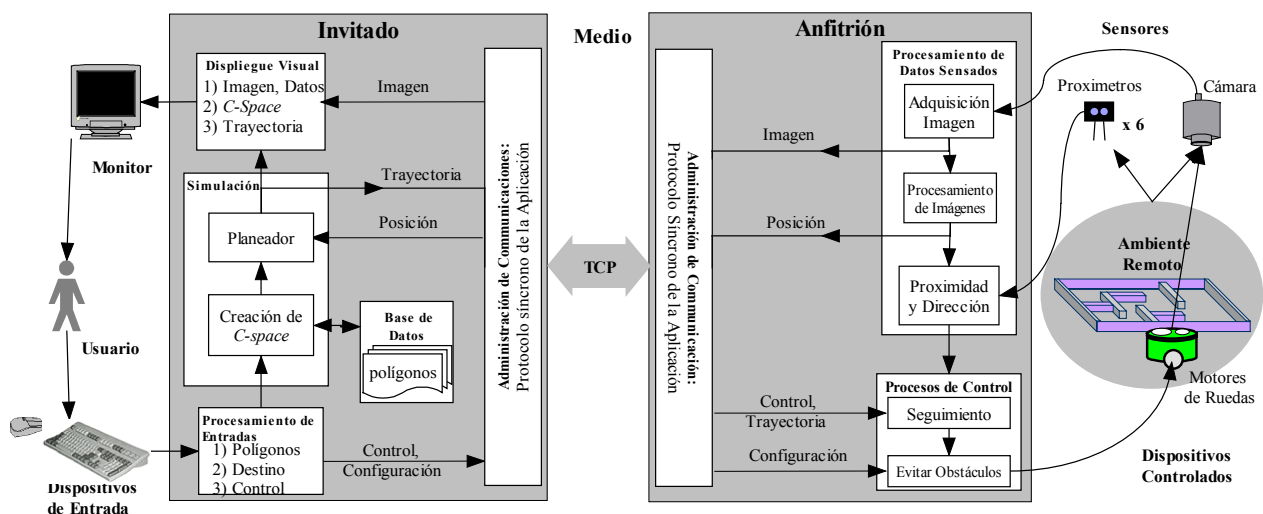 Invitado
Medio
Anfitrión
Sensores
Despliegue Visual
1) Imagen, Datos
2) C-Space
3) Trayectoria
Imagen
Monitor
Simulación
Trayectoria
Planeador
Posición
Creación de
C-space
Base de
Datos
polígonos
Usuario
Procesamiento de
Entradas
1) Polígonos
2) Destino
3) Control
Control,
Configuración
Dispositivos
de Entrada
Administración de Communicaciones:
Protocolo síncrono de la Aplicación
TCP
Administración de Communicación:
Protocolo Síncrono de la Aplicación
Procesamiento de
Datos Sensados
Adquisición
Imagen
Imagen
Procesamiento
de Imágenes
Posición
Proximidad
y Dirección
Procesos de Control
Control,
Trayectoria
Seguimiento
Configuración
Evitar Obstáculos
Proximetros
x 6
Cámara
Ambiente
Remoto
Motores
de Ruedas
Dispositivos
Controlados